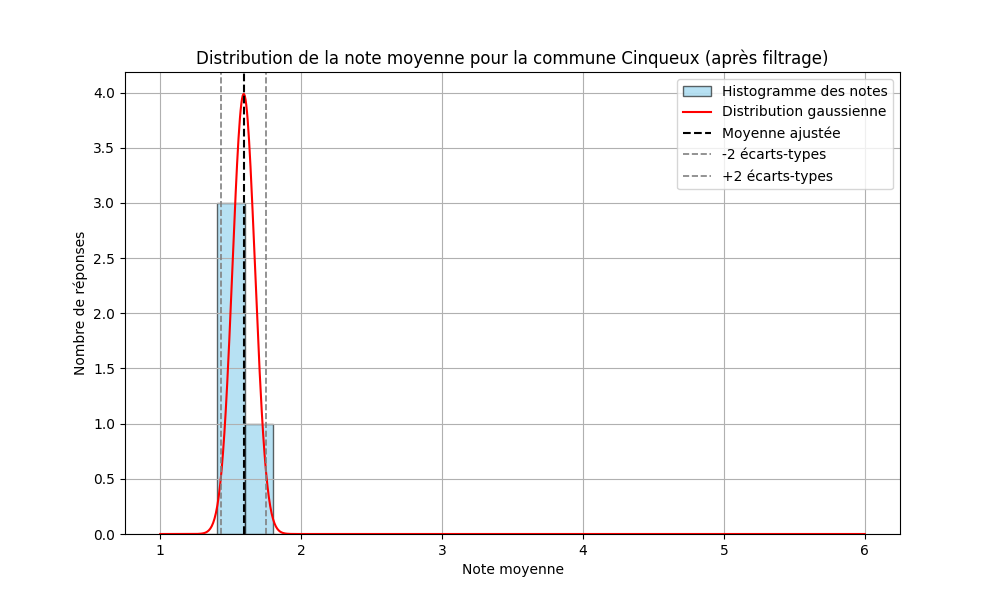 Distribution de la note moyenne pour la commune Cinqueux (après filtrage)
Histogramme des notes
Distribution gaussienne
Moyenne ajustée
-2 écarts-types
+2 écarts-types
Nombre de réponses
4.0
3.5
3.0
2.5
2.0
1.5
1.0
0.5
0.0
1 2 3 4 5 6
Note moyenne